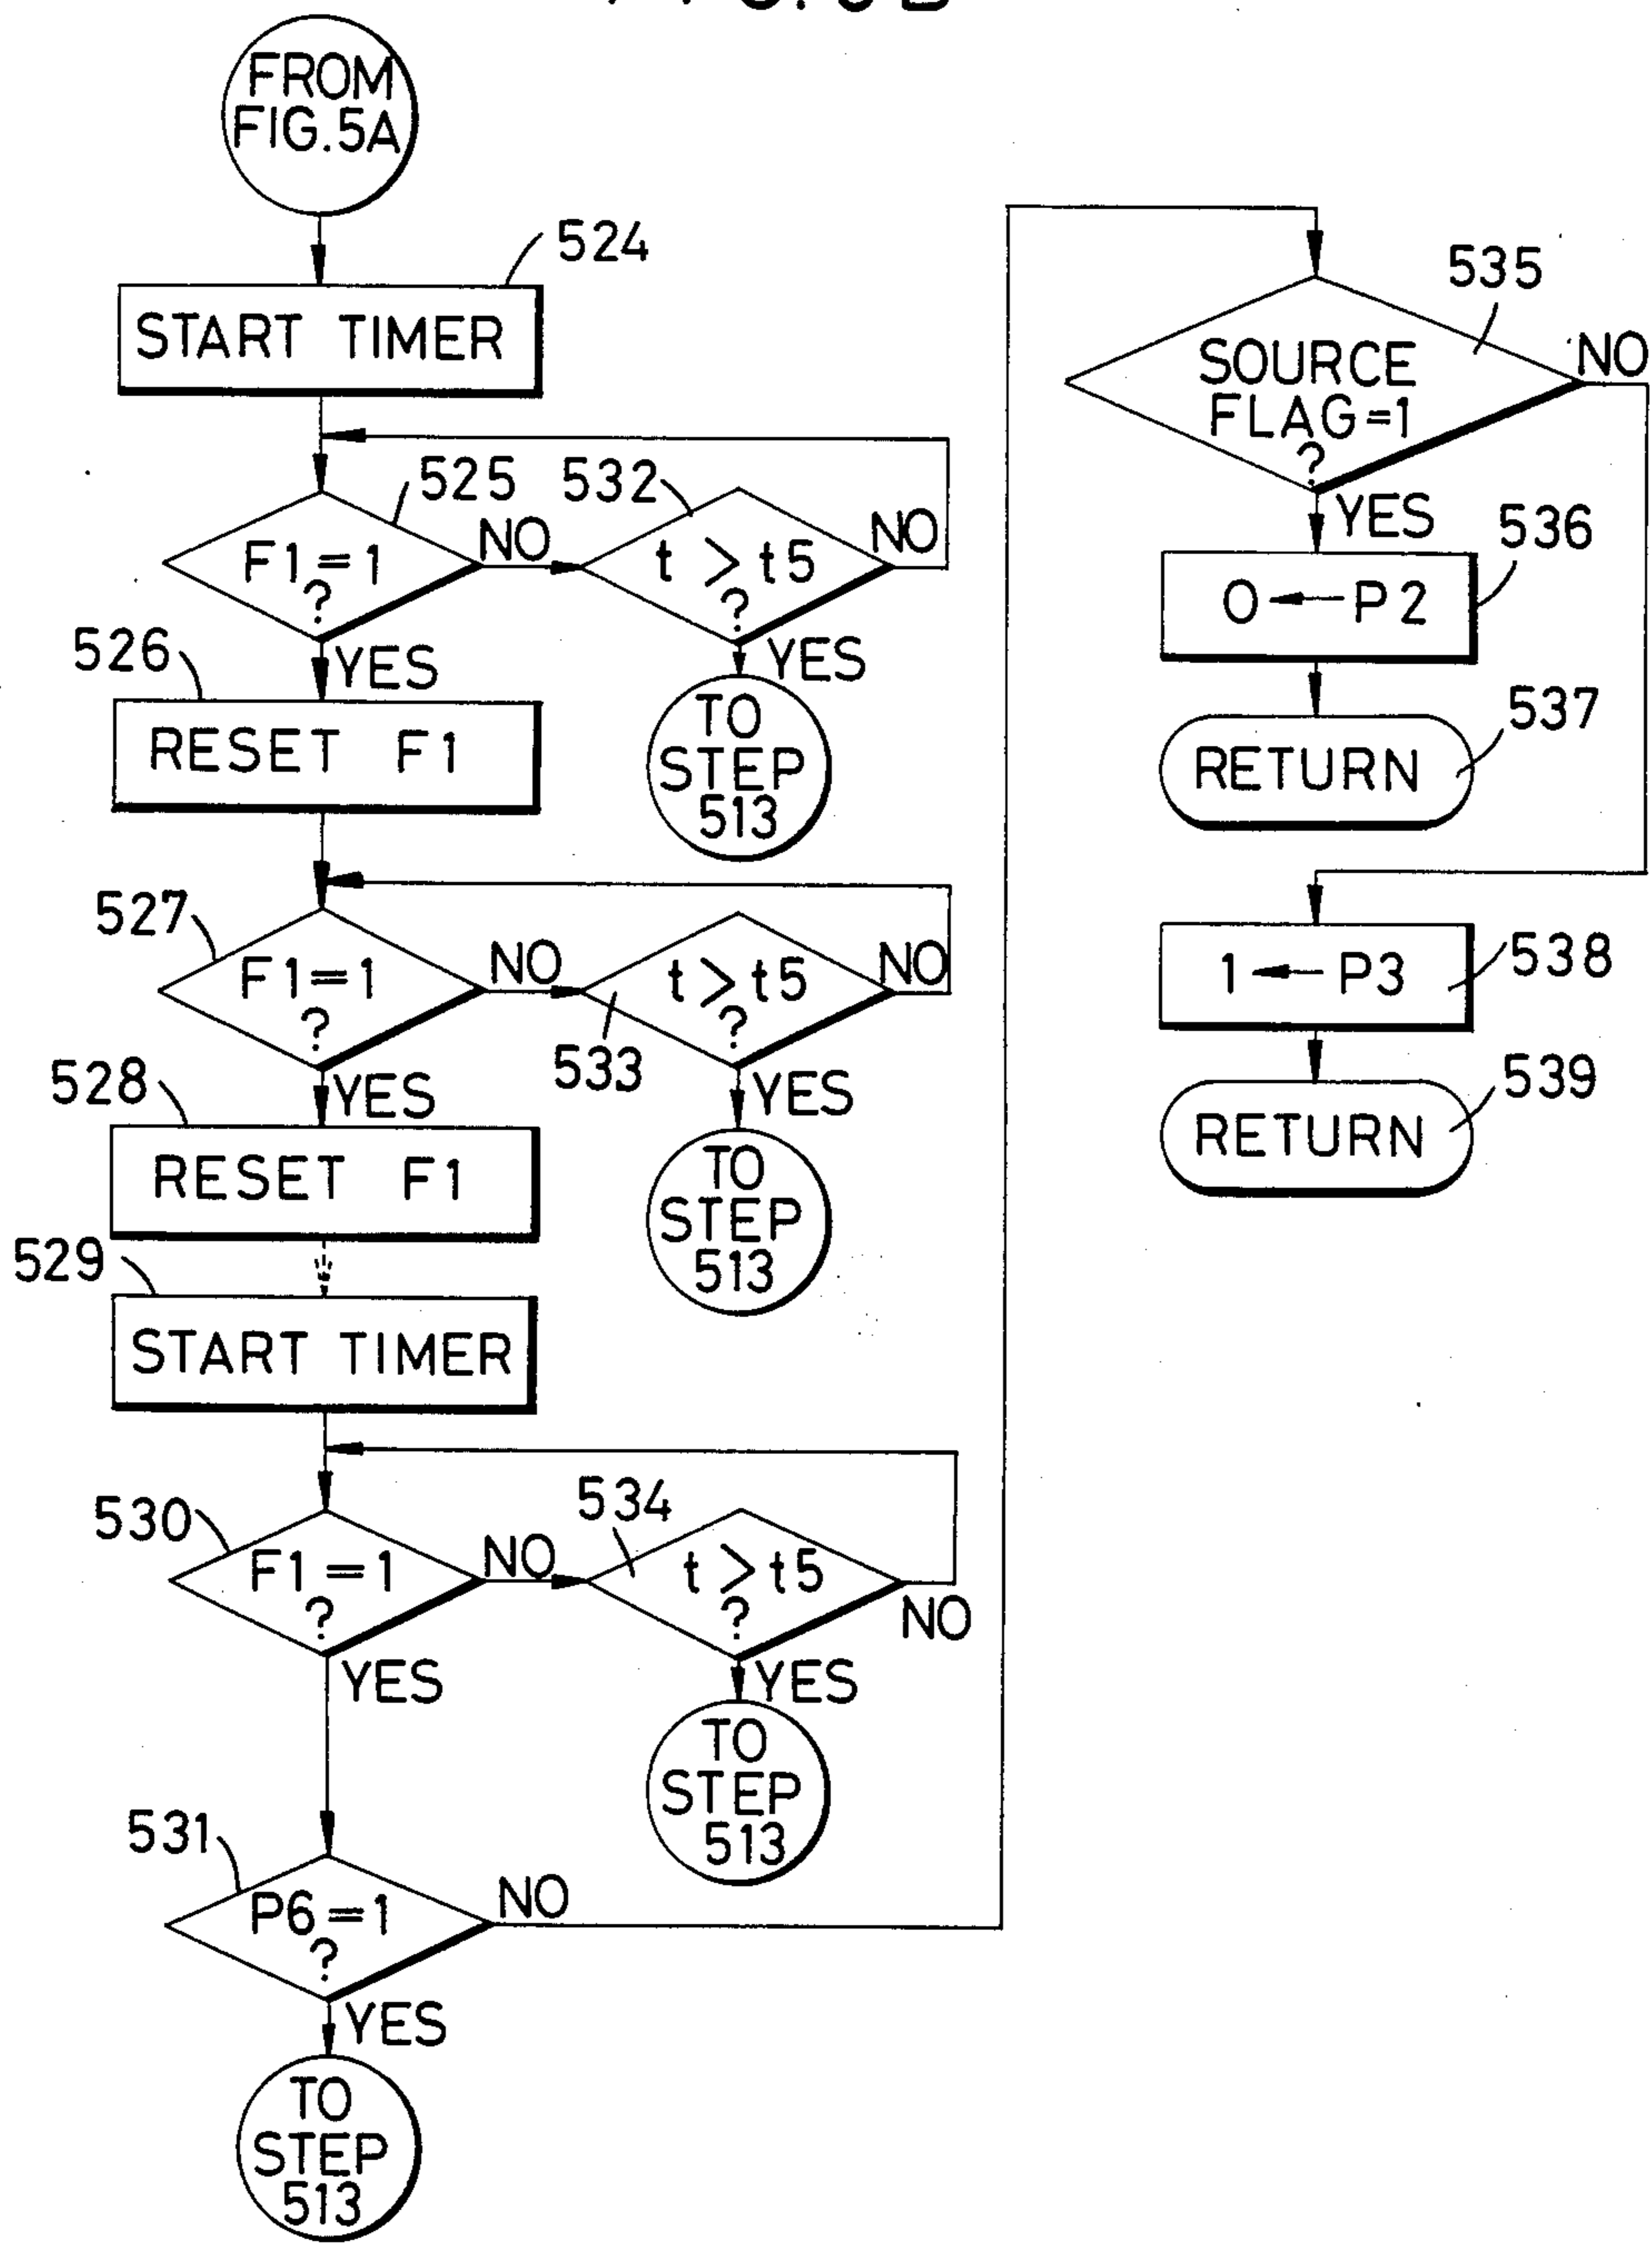 FROM
FIG.5A
524
START TIMER
525
532
F1=1
?
NO
t > t5
?
NO
526
YES
YES
RESET F1
TO
STEP
513
527
F1=1
?
NO
t > t5
?
NO
533
528
YES
YES
RESET F1
TO
STEP
513
529
START TIMER
530
534
F1=1
?
NO
t > t5
?
NO
YES
YES
TO
STEP
513
531
P6=1
?
NO
YES
TO
STEP
513
535
SOURCE
FLAG=1
?
NO
YES
536
0 ← P2
537
RETURN
1 ← P3
538
539
RETURN